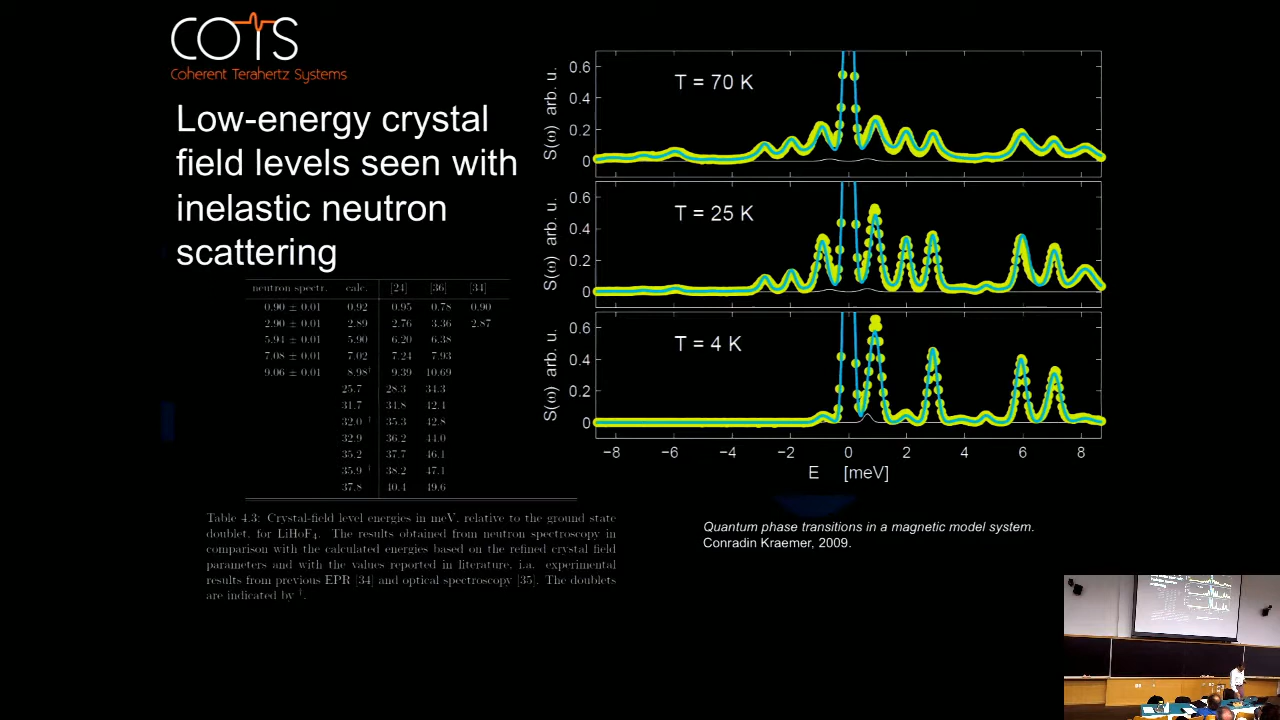 COTS
Coherent Terahertz Systems
Low-energy crystal
field levels seen with
inelastic neutron
scattering
neutron spectr. calc. [24] [36] [34]
0.90 ± 0.01 0.92 0.95 0.78 0.90
2.90 ± 0.01 2.89 2.76 3.36 2.87
5.94 ± 0.01 5.90 6.20 6.38
7.08 ± 0.01 7.02 7.24 7.93
9.06 ± 0.01 8.98† 9.39 10.69
25.7 28.3 34.3
31.7 31.8 42.4
32.0 † 35.3 42.8
32.9 36.2 44.0
35.2 37.7 46.1
35.9 † 38.2 47.1
37.8 40.4 49.6
Table 4.3: Crystal-field level energies in meV, relative to the ground state
doublet, for LiHoF4. The results obtained from neutron spectroscopy in
comparison with the calculated energies based on the refined crystal field
parameters and with the values reported in literature, i.a. experimental
results from previous EPR [34] and optical spectroscopy [35]. The doublets
are indicated by †.
S(ω) arb. u.
0.6
0.4
0.2
0
T = 70 K
S(ω) arb. u.
0.6
0.4
0.2
0
T = 25 K
S(ω) arb. u.
0.6
0.4
0.2
0
T = 4 K
−8 −6 −4 −2 0 2 4 6 8
E [meV]
Quantum phase transitions in a magnetic model system.
Conradin Kraemer, 2009.